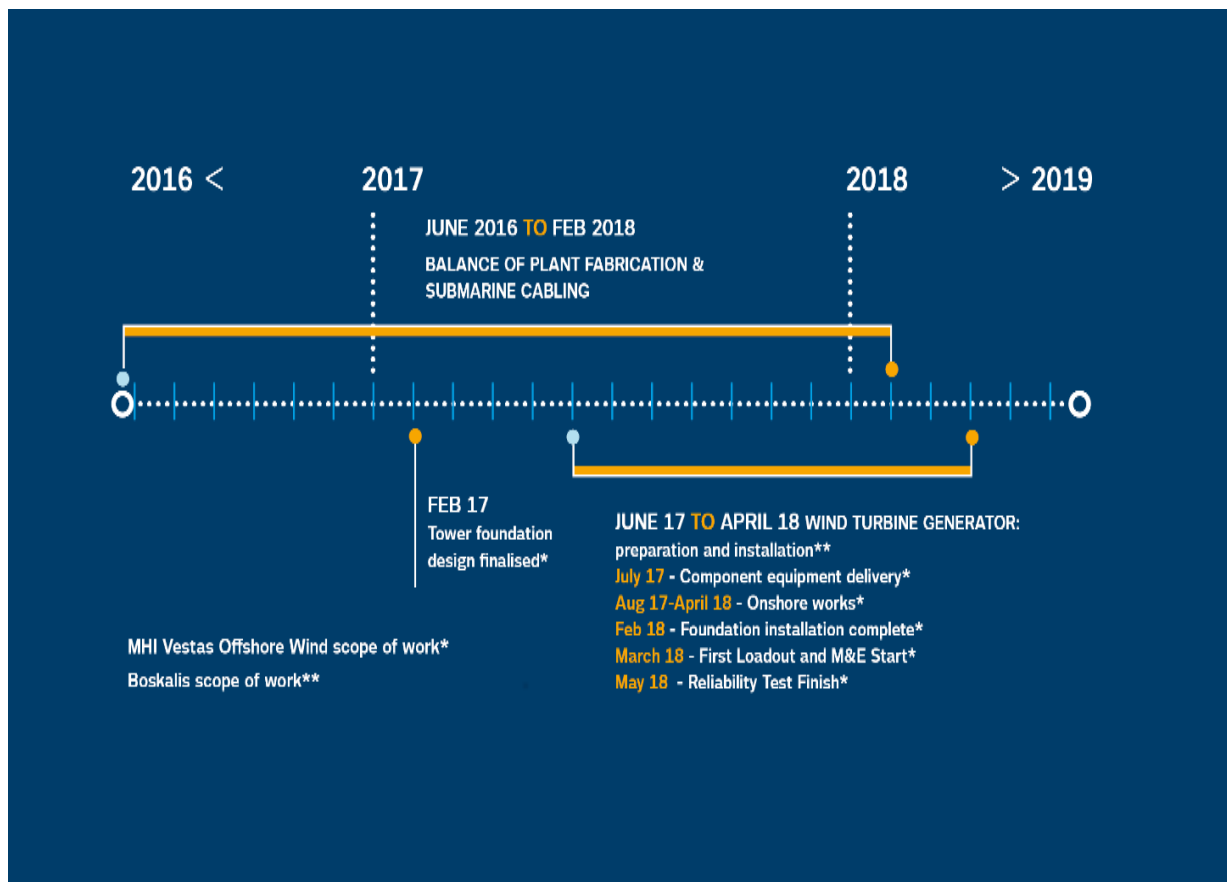 2016 <
2017
2018
> 2019
JUNE 2016 TO FEB 2018
BALANCE OF PLANT FABRICATION &
SUBMARINE CABLING
FEB 17
Tower foundation
design finalised*
JUNE 17 TO APRIL 18 WIND TURBINE GENERATOR:
preparation and installation**
July 17 - Component equipment delivery*
Aug 17-April 18 - Onshore works*
Feb 18 - Foundation installation complete*
March 18 - First Loadout and M&E Start*
May 18 - Reliability Test Finish*
MHI Vestas Offshore Wind scope of work*
Boskalis scope of work**